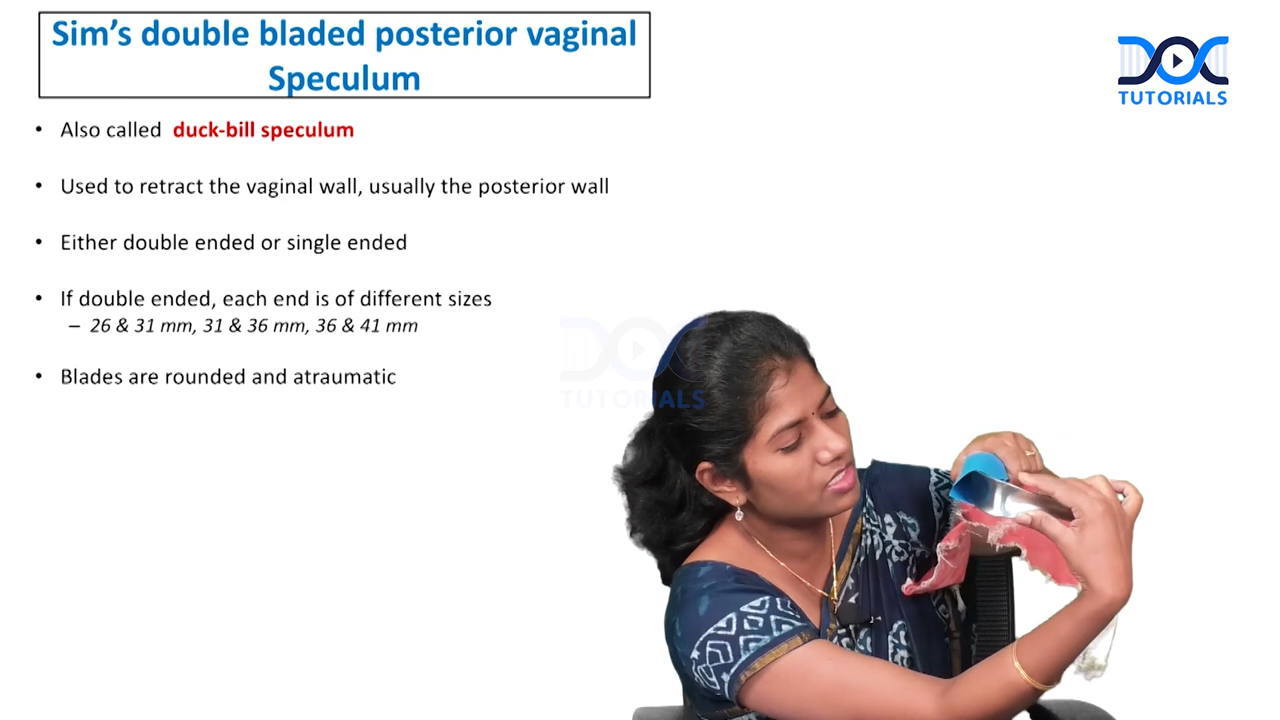 Sim’s double bladed posterior vaginal
Speculum
TUTORIALS
• Also called duck-bill speculum
• Used to retract the vaginal wall, usually the posterior wall
• Either double ended or single ended
• If double ended, each end is of different sizes
– 26 & 31 mm, 31 & 36 mm, 36 & 41 mm
• Blades are rounded and atraumatic
TUTORIALS